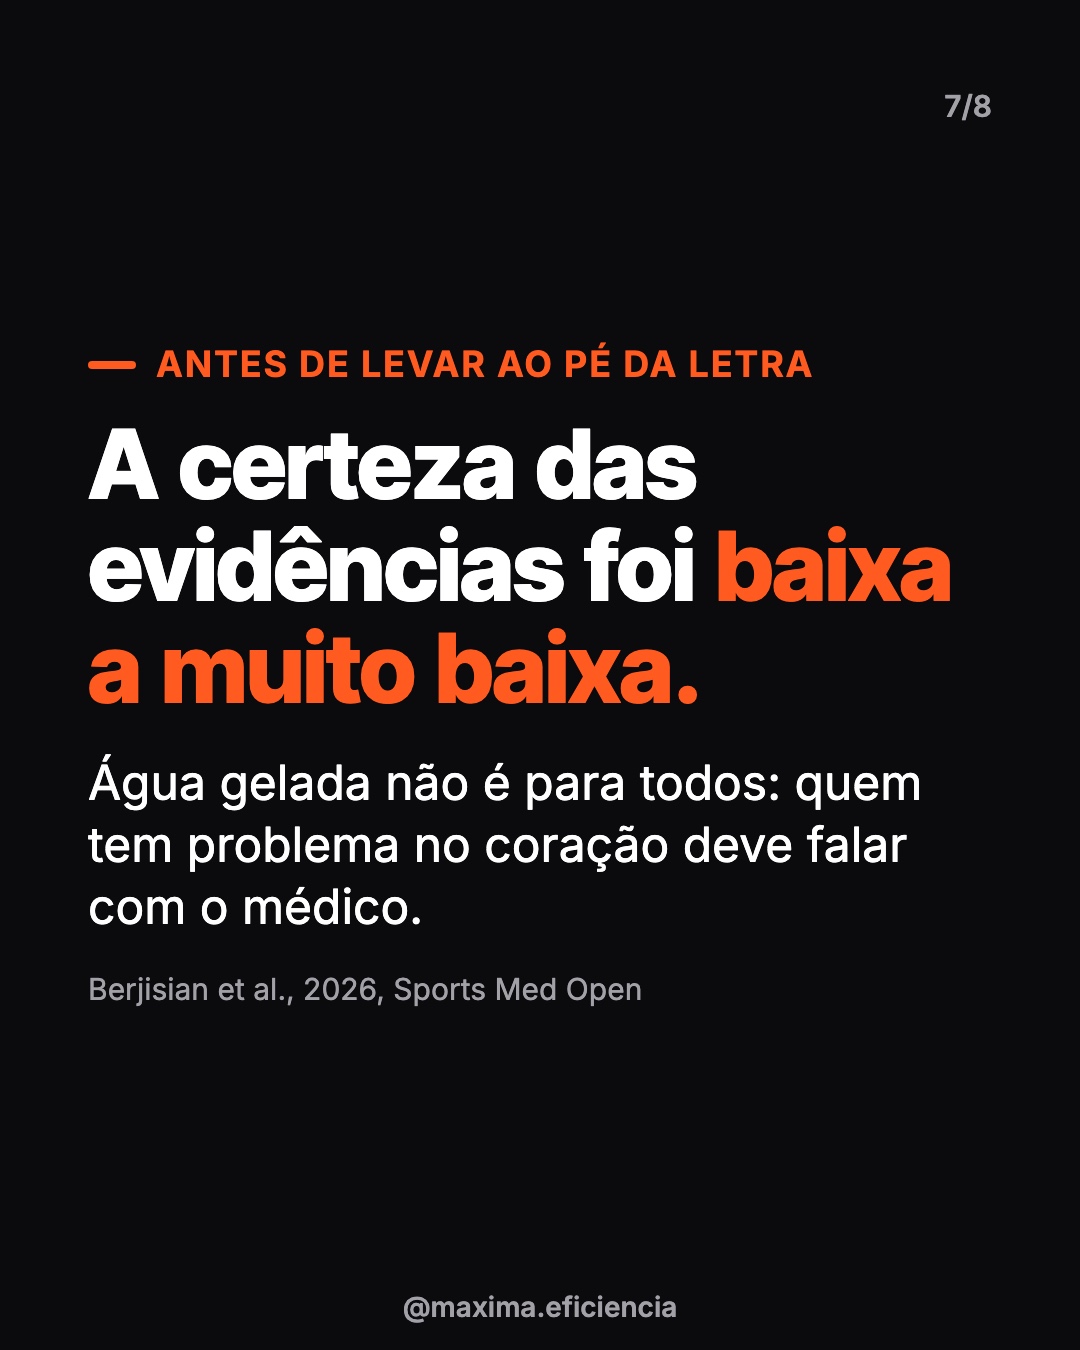 7/8
ANTES DE LEVAR AO PÉ DA LETRA
A certeza das
evidências foi baixa
a muito baixa.
Água gelada não é para todos: quem
tem problema no coração deve falar
com o médico.
Berjisian et al., 2026, Sports Med Open
@maxima.eficiencia